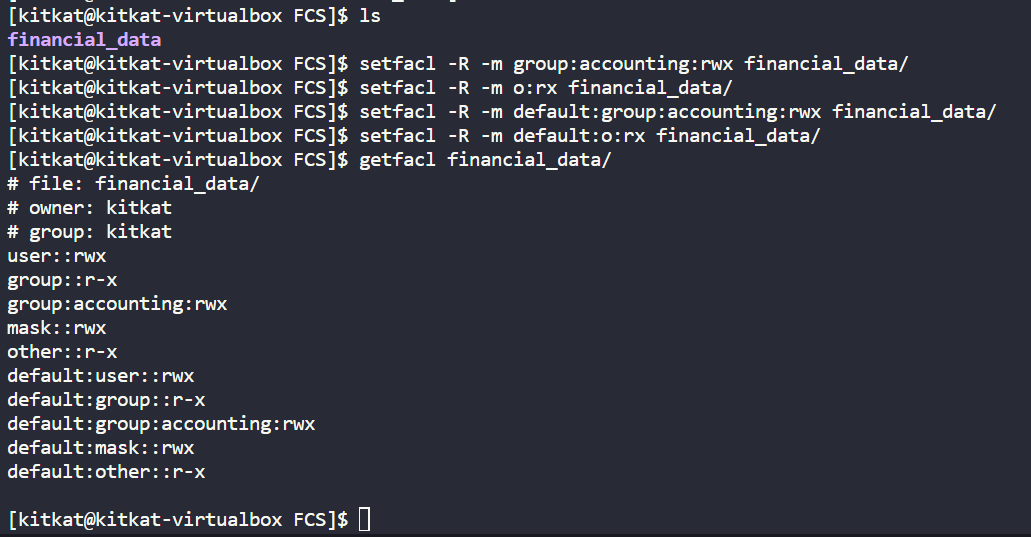 [kitkat@kitkat-virtualbox FCS]$ ls
financial_data
[kitkat@kitkat-virtualbox FCS]$ setfacl -R -m group:accounting:rwx financial_data/
[kitkat@kitkat-virtualbox FCS]$ setfacl -R -m o:rx financial_data/
[kitkat@kitkat-virtualbox FCS]$ setfacl -R -m default:group:accounting:rwx financial_data/
[kitkat@kitkat-virtualbox FCS]$ setfacl -R -m default:o:rx financial_data/
[kitkat@kitkat-virtualbox FCS]$ getfacl financial_data/
# file: financial_data/
# owner: kitkat
# group: kitkat
user::rwx
group::r-x
group:accounting:rwx
mask::rwx
other::r-x
default:user::rwx
default:group::r-x
default:group:accounting:rwx
default:mask::rwx
default:other::r-x
[kitkat@kitkat-virtualbox FCS]$